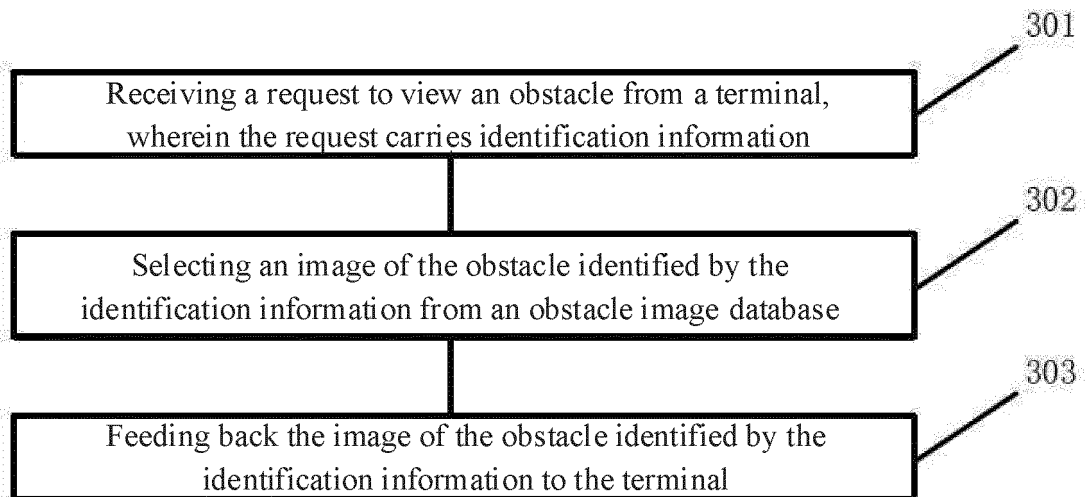 301
Receiving a request to view an obstacle from a terminal,
wherein the request carries identification information
302
Selecting an image of the obstacle identified by the
identification information from an obstacle image database
303
Feeding back the image of the obstacle identified by the
identification information to the terminal